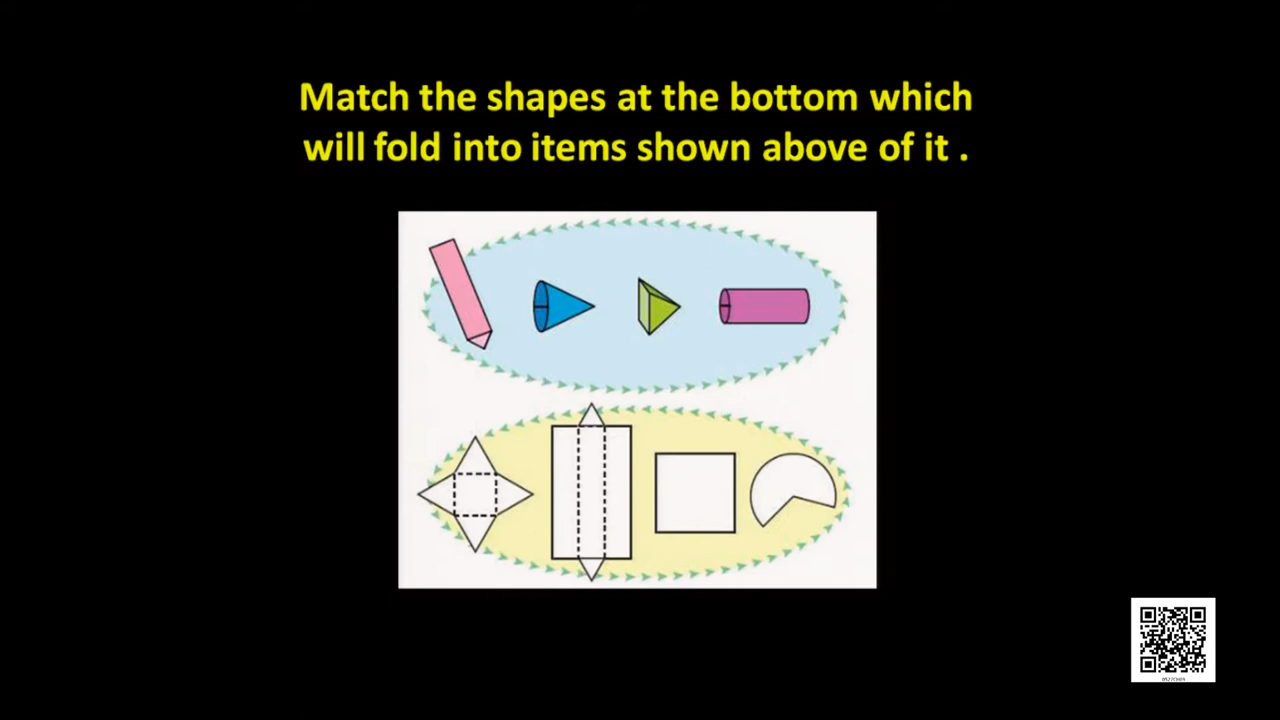 Match the shapes at the bottom which
will fold into items shown above of it .